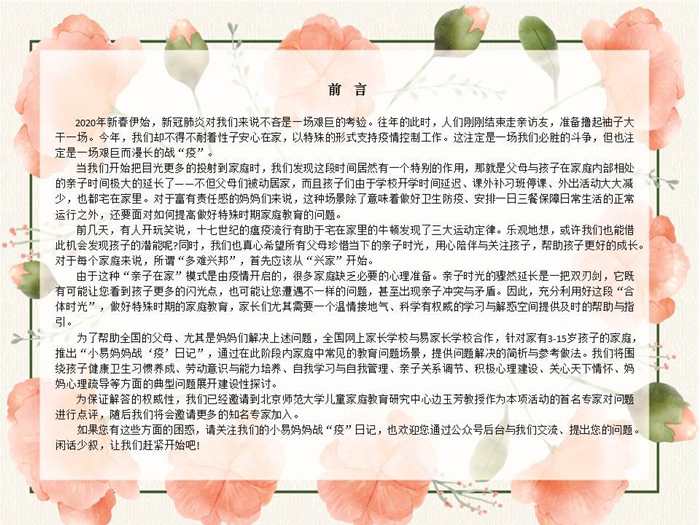 前 言
2020年新春伊始，新冠肺炎对我们来说不吝是一场艰巨的考验。往年的此时，人们刚刚结束走亲访友，准备撸起袖子大
干一场。今年，我们却不得不耐着性子安心在家，以特殊的形式支持疫情控制工作。这注定是一场我们必胜的斗争，但也注
定是一场艰巨而漫长的战“疫”。
当我们开始把目光更多的投射到家庭时，我们发现这段时间居然有一个特别的作用，那就是父母与孩子在家庭内部相处
的亲子时间极大的延长了——不但父母们被动居家，而且孩子们由于学校开学时间延迟、课外补习班停课、外出活动大大减
少，也都宅在家里。对于富有责任感的妈妈们来说，这种场景除了意味着做好卫生防疫、安排一日三餐保障日常生活的正常
运行之外，还要面对如何提高做好特殊时期家庭教育的问题。
前几天，有人开玩笑说，十七世纪的瘟疫流行有助于宅在家里的牛顿发现了三大运动定律。乐观地想，或许我们也能借
此机会发现孩子的潜能呢?同时，我们也真心希望所有父母珍惜当下的亲子时光，用心陪伴与关注孩子，帮助孩子更好的成长。
对于每个家庭来说，所谓“多难兴邦”，首先应该从“兴家”开始。
由于这种“亲子在家”模式是由疫情开启的，很多家庭缺乏必要的心理准备。亲子时光的骤然延长是一把双刃剑，它既
有可能让您看到孩子更多的闪光点，也可能让您遭遇不一样的问题，甚至出现亲子冲突与矛盾。因此，充分利用好这段“合
体时光”，做好特殊时期的家庭教育，家长们尤其需要一个温情接地气、科学有权威的学习与解惑空间提供及时的帮助与指
引。
为了帮助全国的父母、尤其是妈妈们解决上述问题，全国网上家长学校与易家长学校合作，针对家有3-15岁孩子的家庭，
推出“小易妈妈战‘疫’日记”，通过在此阶段内家庭中常见的教育问题场景，提供问题解决的简析与参考做法。我们将围
绕孩子健康卫生习惯养成、劳动意识与能力培养、自我学习与自我管理、亲子关系调节、积极心理建设、关心天下情怀、妈
妈心理疏导等方面的典型问题展开建设性探讨。
为保证解答的权威性，我们已经邀请到北京师范大学儿童家庭教育研究中心边玉芳教授作为本项活动的首名专家对问题
进行点评，随后我们将会邀请更多的知名专家加入。
如果您有这些方面的困惑，请关注我们的小易妈妈战“疫”日记，也欢迎您通过公众号后台与我们交流、提出您的问题。
闲话少叙，让我们赶紧开始吧!